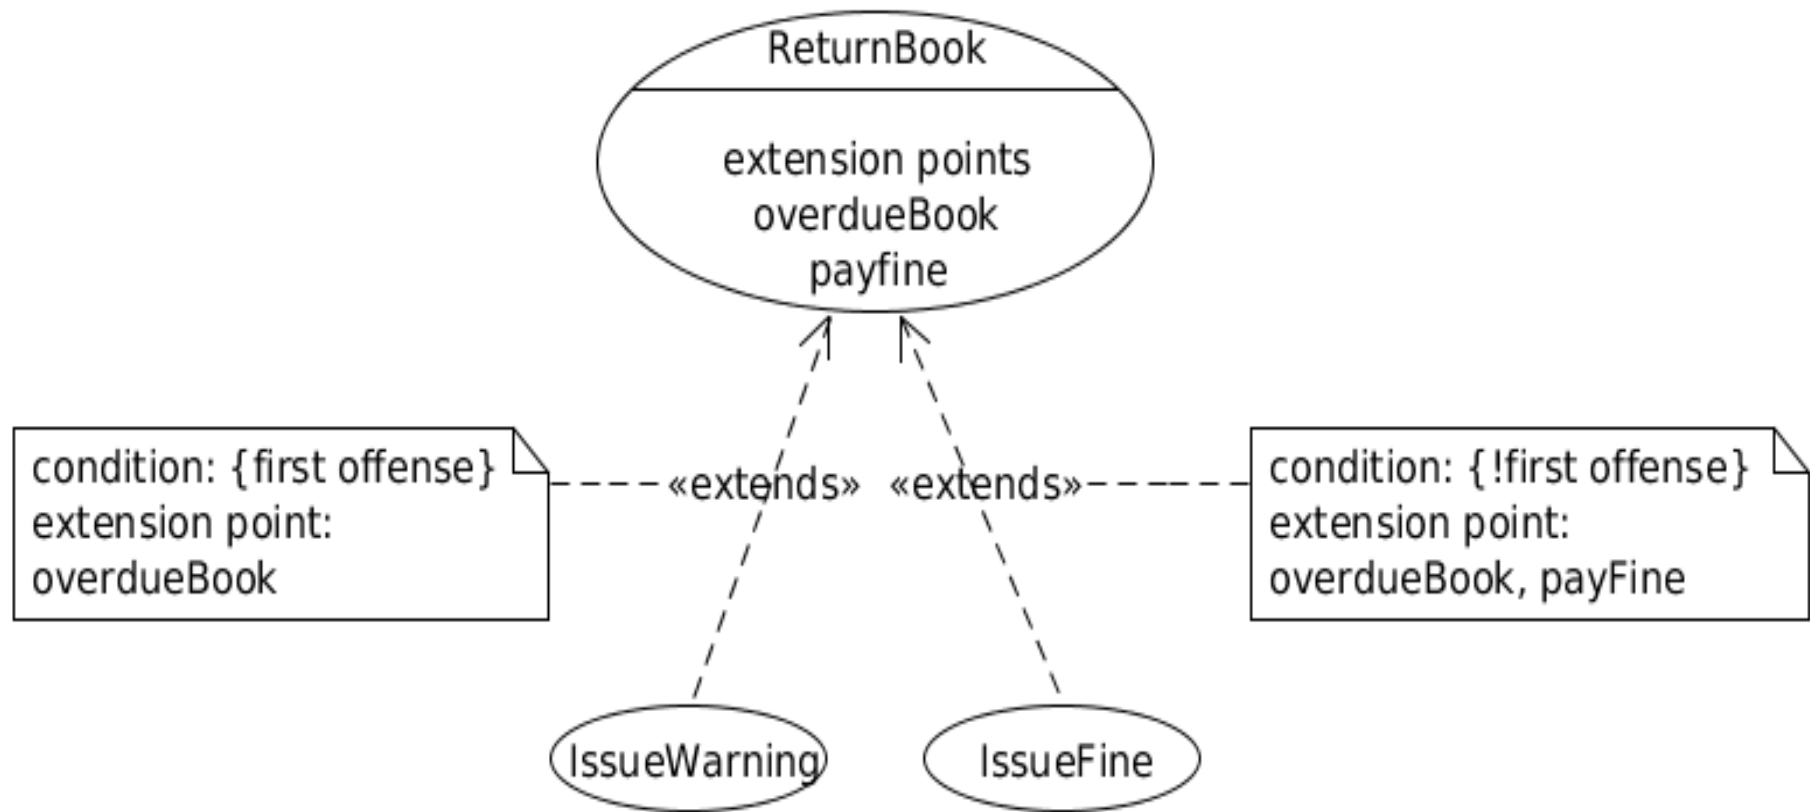 ReturnBook
extension points
overdueBook
payfine
condition: {first offense}
extension point:
overdueBook
«extends»
«extends»
condition: {!first offense}
extension point:
overdueBook, payFine
IssueWarning
IssueFine